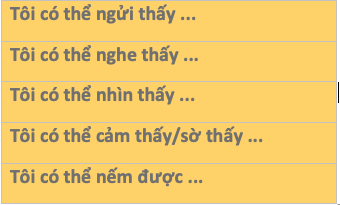 Tôi có thể ngửi thấy ...
Tôi có thể nghe thấy ...
Tôi có thể nhìn thấy ...
Tôi có thể cảm thấy/sờ thấy ...
Tôi có thể nếm được ...